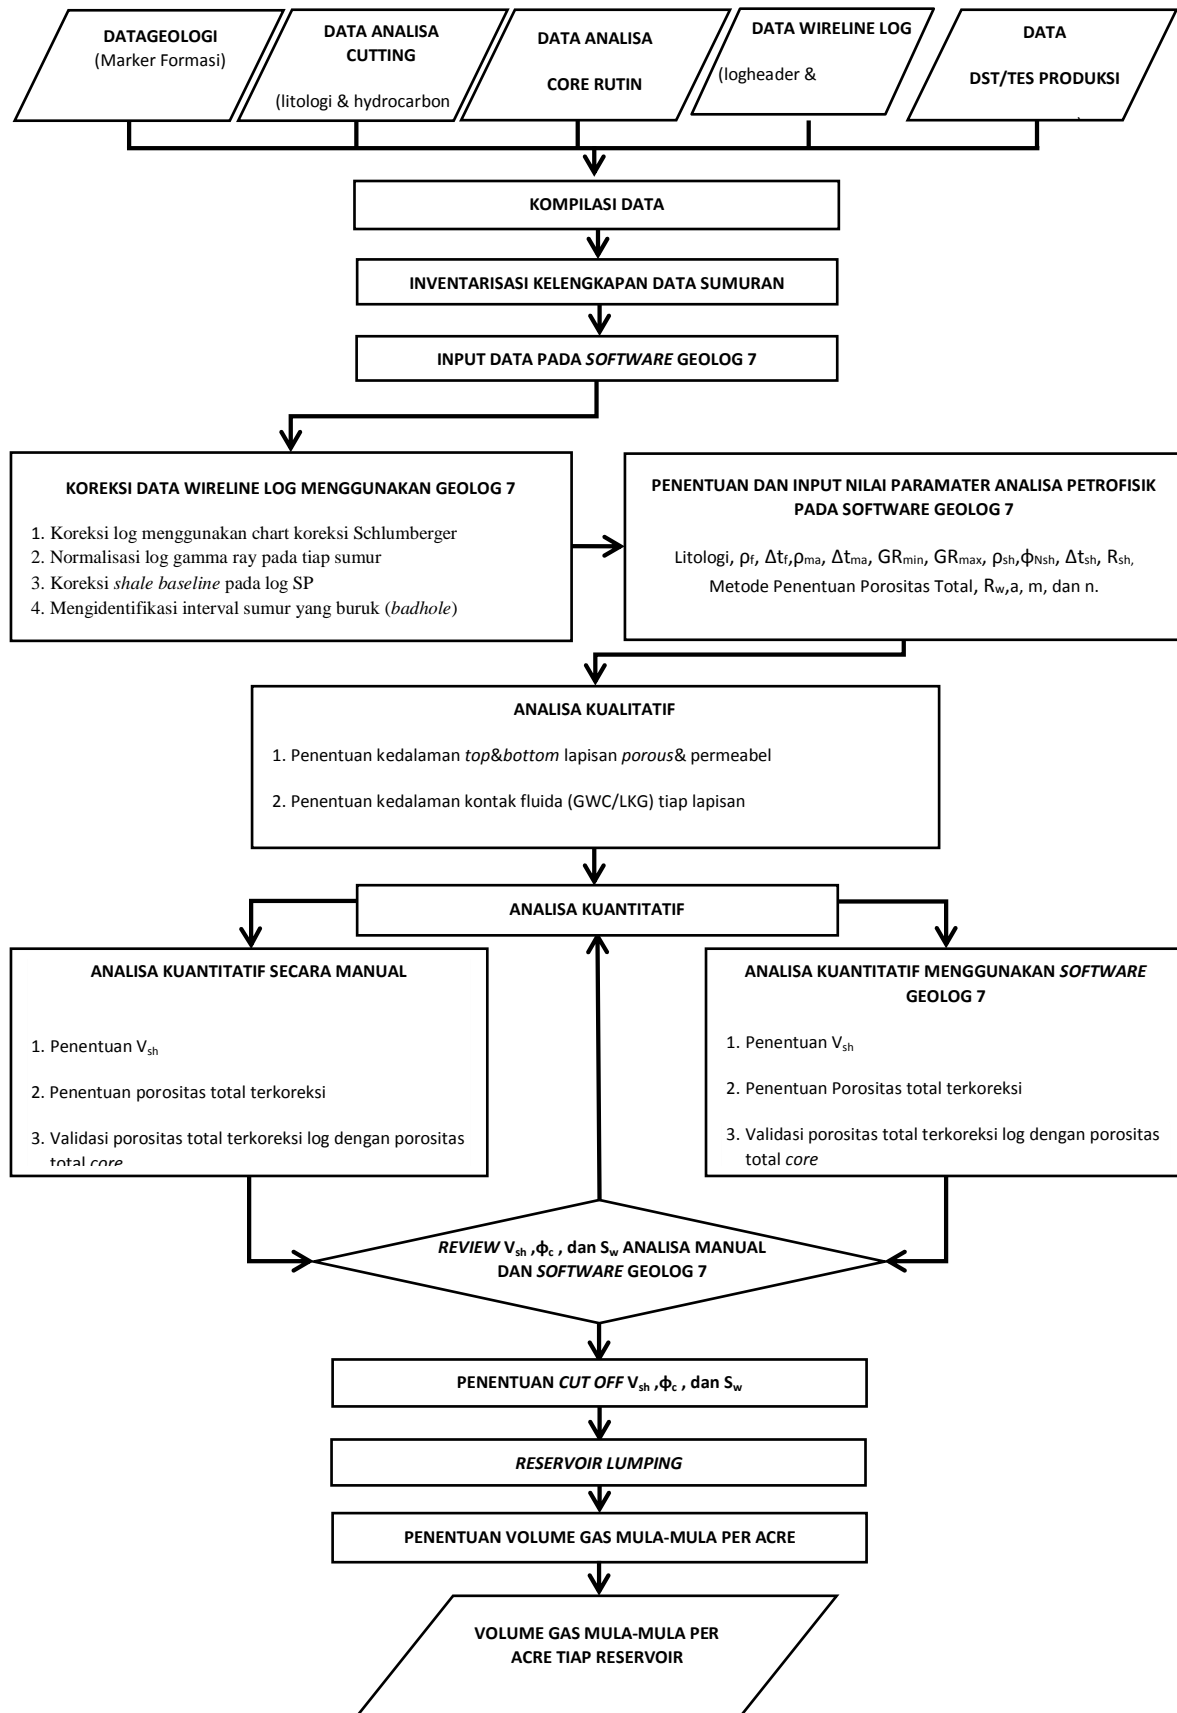 DATAGEOLOGI
(Marker Formasi)
DATA ANALISA
CUTTING
(litologi & hydrocarbon
DATA ANALISA
CORE RUTIN
DATA WIRELINE LOG
(logheader &
DATA
DST/TES PRODUKSI
KOMPILASI DATA
INVENTARISASI KELENGKAPAN DATA SUMURAN
INPUT DATA PADA SOFTWARE GEOLOG 7
KOREKSI DATA WIRELINE LOG MENGGUNAKAN GEOLOG 7
1. Koreksi log menggunakan chart koreksi Schlumberger
2. Normalisasi log gamma ray pada tiap sumur
3. Koreksi shale baseline pada log SP
4. Mengidentifikasi interval sumur yang buruk (badhole)
PENENTUAN DAN INPUT NILAI PARAMATER ANALISA PETROFISIK
PADA SOFTWARE GEOLOG 7
Litologi, ρf, Δtf,ρma, Δtma, GRmin, GRmax, ρsh,ϕNsh, Δtsh, Rsh,
Metode Penentuan Porositas Total, Rw,a, m, dan n.
ANALISA KUALITATIF
1. Penentuan kedalaman top&bottom lapisan porous& permeabel
2. Penentuan kedalaman kontak fluida (GWC/LKG) tiap lapisan
ANALISA KUANTITATIF
ANALISA KUANTITATIF SECARA MANUAL
1. Penentuan Vsh
2. Penentuan porositas total terkoreksi
3. Validasi porositas total terkoreksi log dengan porositas
total core
ANALISA KUANTITATIF MENGGUNAKAN SOFTWARE
GEOLOG 7
1. Penentuan Vsh
2. Penentuan Porositas total terkoreksi
3. Validasi porositas total terkoreksi log dengan porositas
total core
REVIEW Vsh ,ϕc , dan Sw ANALISA MANUAL
DAN SOFTWARE GEOLOG 7
PENENTUAN CUT OFF Vsh ,ϕc , dan Sw
RESERVOIR LUMPING
PENENTUAN VOLUME GAS MULA-MULA PER ACRE
VOLUME GAS MULA-MULA PER
ACRE TIAP RESERVOIR